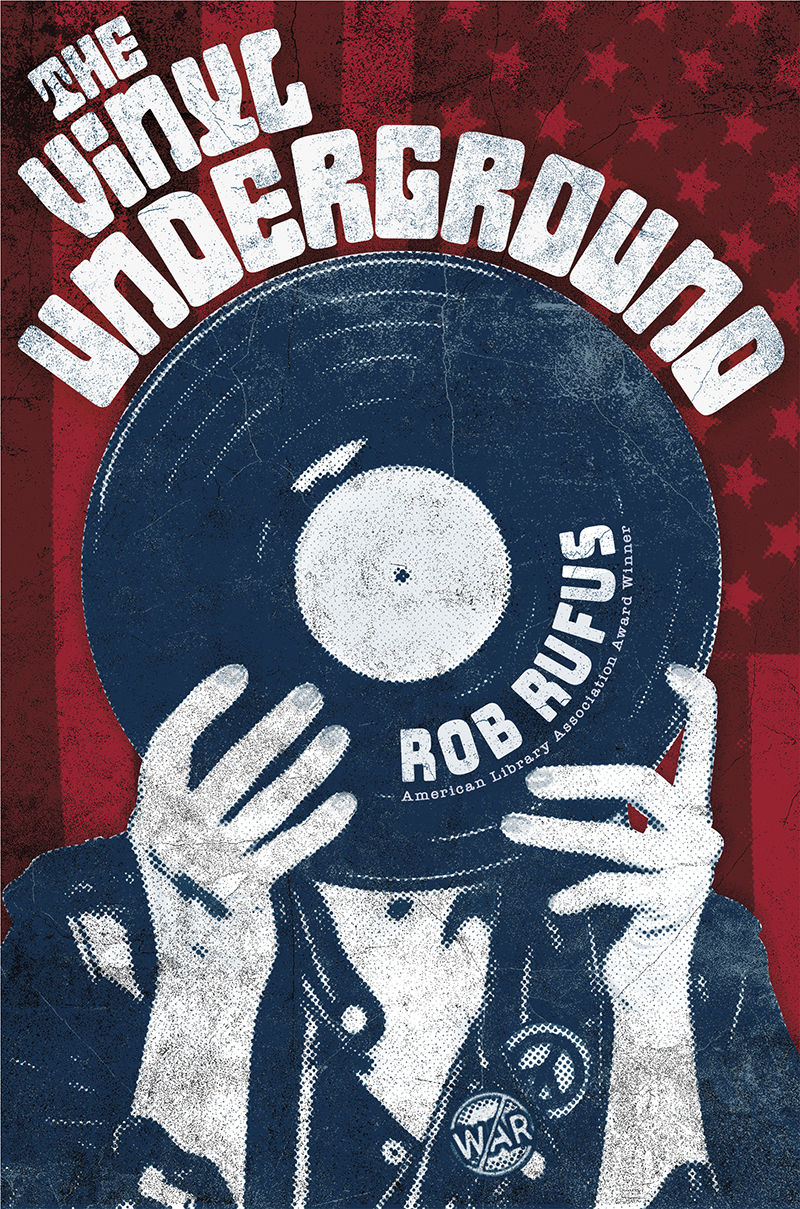 THE
ViNYL
UNDERGROUND
ROB RUFUS
American Library Association Award Winner
WAR